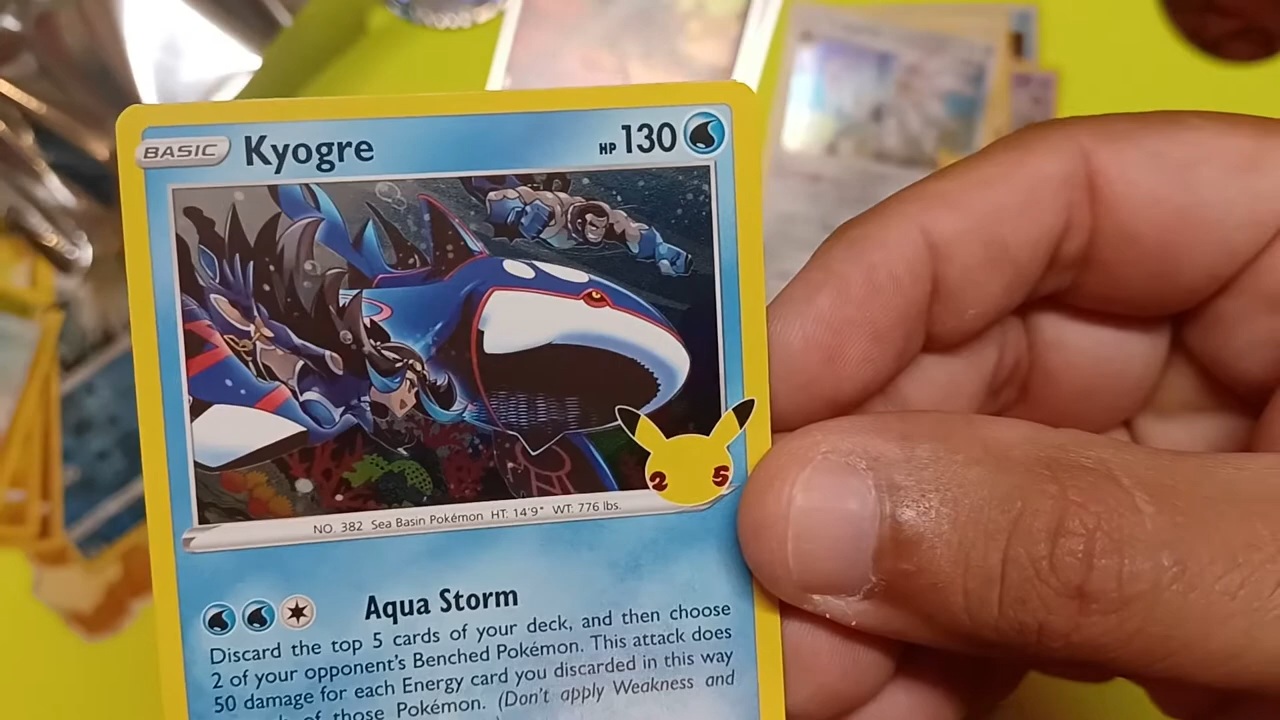 BASIC Kyogre HP 130
2 5
NO. 382 Sea Basin Pokémon HT: 14'9" WT: 776 lbs.
Aqua Storm
Discard the top 5 cards of your deck, and then choose
2 of your opponent's Benched Pokémon. This attack does
50 damage for each Energy card you discarded in this way
of those Pokémon. (Don't apply Weakness and